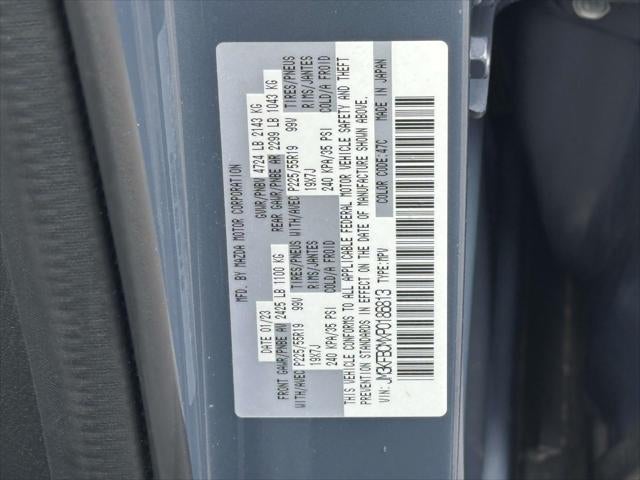 MFD. BY MAZDA MOTOR CORPORATION
DATE 01/23 GVWR/PNBV 4724 LB 2143 KG
FRONT GAWR/PNBE AV 2425 LB 1100 KG REAR GAWR/PNBE AR 2299 LB 1043 KG
WITH/AVEC P225/55R19 99V TIRES/PNEUS WITH/AVEC P225/55R19 99V TIRES/PNEUS
19X7J RIMS/JANTES 19X7J RIMS/JANTES
240 KPA/35 PSI COLD/A FROID 240 KPA/35 PSI COLD/A FROID
THIS VEHICLE CONFORMS TO ALL APPLICABLE FEDERAL MOTOR VEHICLE SAFETY AND THEFT
PREVENTION STANDARDS IN EFFECT ON THE DATE OF MANUFACTURE SHOWN ABOVE.
VIN: JM3KFBCMXP0186813 TYPE: MPV COLOR CODE: 47C MADE IN JAPAN